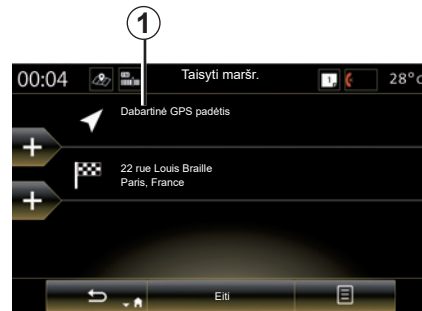 1
00:04
Taisyti maršr.
28°c
Dabartinė GPS padėtis
22 rue Louis Braille
Paris, France
Eiti